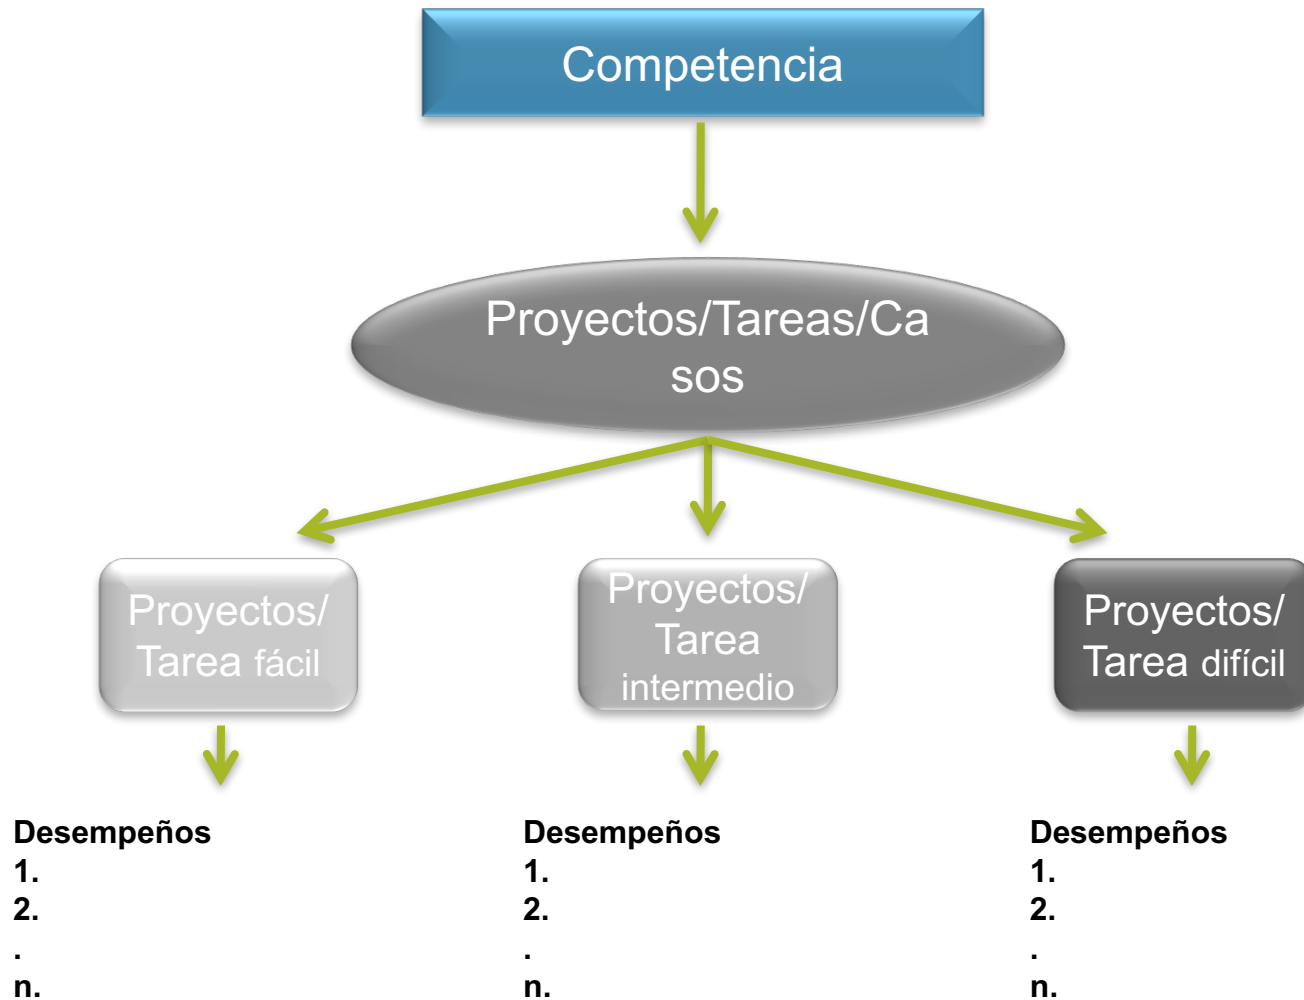 Competencia
Proyectos/Tareas/Ca
sos
Proyectos/
Tarea fácil
Proyectos/
Tarea
intermedio
Proyectos/
Tarea difícil
Desempeños
1.
2.
.
n.
Desempeños
1.
2.
.
n.
Desempeños
1.
2.
.
n.